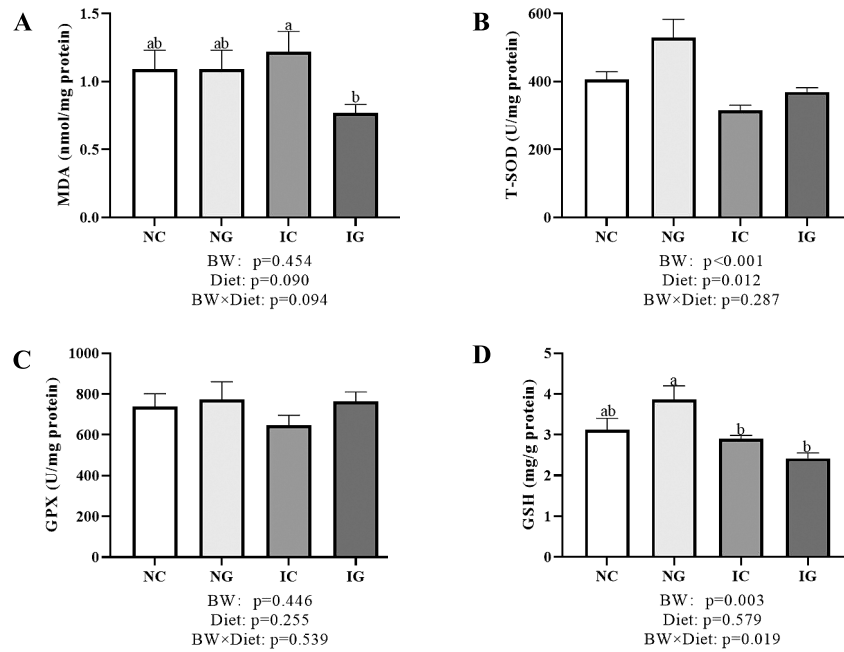 A
MDA (nmol/mg protein)
1.5
1.0
0.5
0.0
ab
ab
a
b
NC
NG
IC
IG
BW: p=0.454
Diet: p=0.090
BW×Diet: p=0.094
B
T-SOD (U/mg protein)
600
400
200
0
NC
NG
IC
IG
BW: p<0.001
Diet: p=0.012
BW×Diet: p=0.287
C
GPX (U/mg protein)
1000
800
600
400
200
0
NC
NG
IC
IG
BW: p=0.446
Diet: p=0.255
BW×Diet: p=0.539
D
GSH (mg/g protein)
5
4
3
2
1
0
ab
a
b
b
NC
NG
IC
IG
BW: p=0.003
Diet: p=0.579
BW×Diet: p=0.019